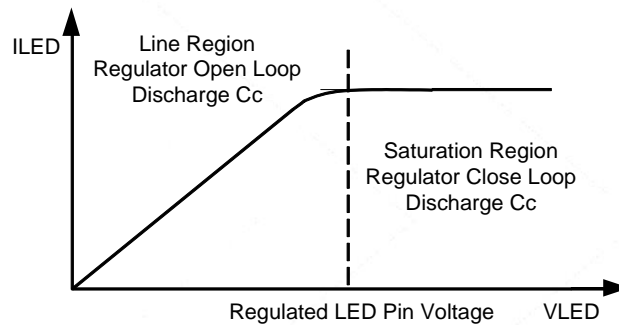 ILED
Line Region
Regulator Open Loop
Discharge Cc
Saturation Region
Regulator Close Loop
Discharge Cc
Regulated LED Pin Voltage
VLED